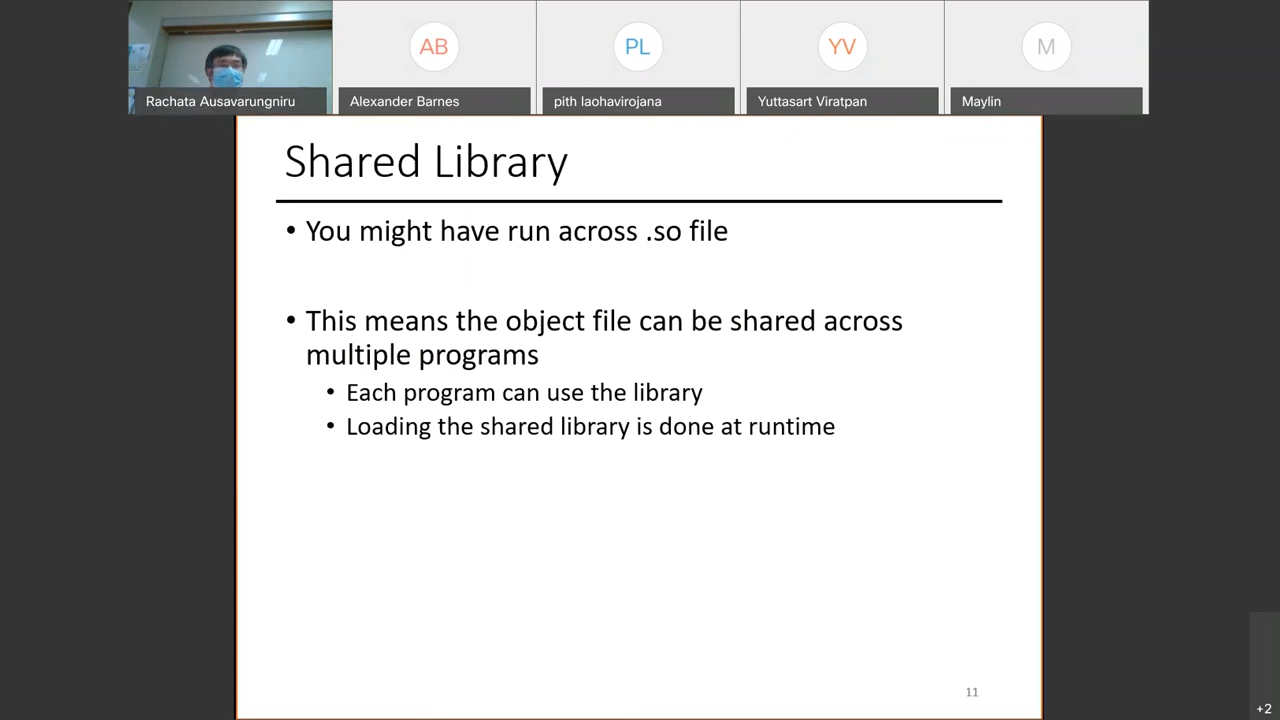 AB
PL
YV
M
Rachata Ausavarungniru
Alexander Barnes
pith laohavirojana
Yuttasart Viratpan
Maylin
Shared Library
• You might have run across .so file
• This means the object file can be shared across
multiple programs
• Each program can use the library
• Loading the shared library is done at runtime
11
+2